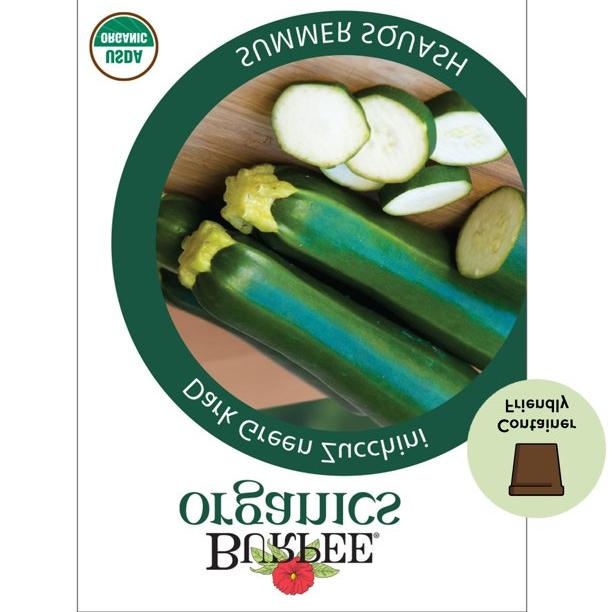 BURPEE®
Organics
Dark Green Zucchini
SUMMER SQUASH
Container
Friendly
USDA
ORGANIC